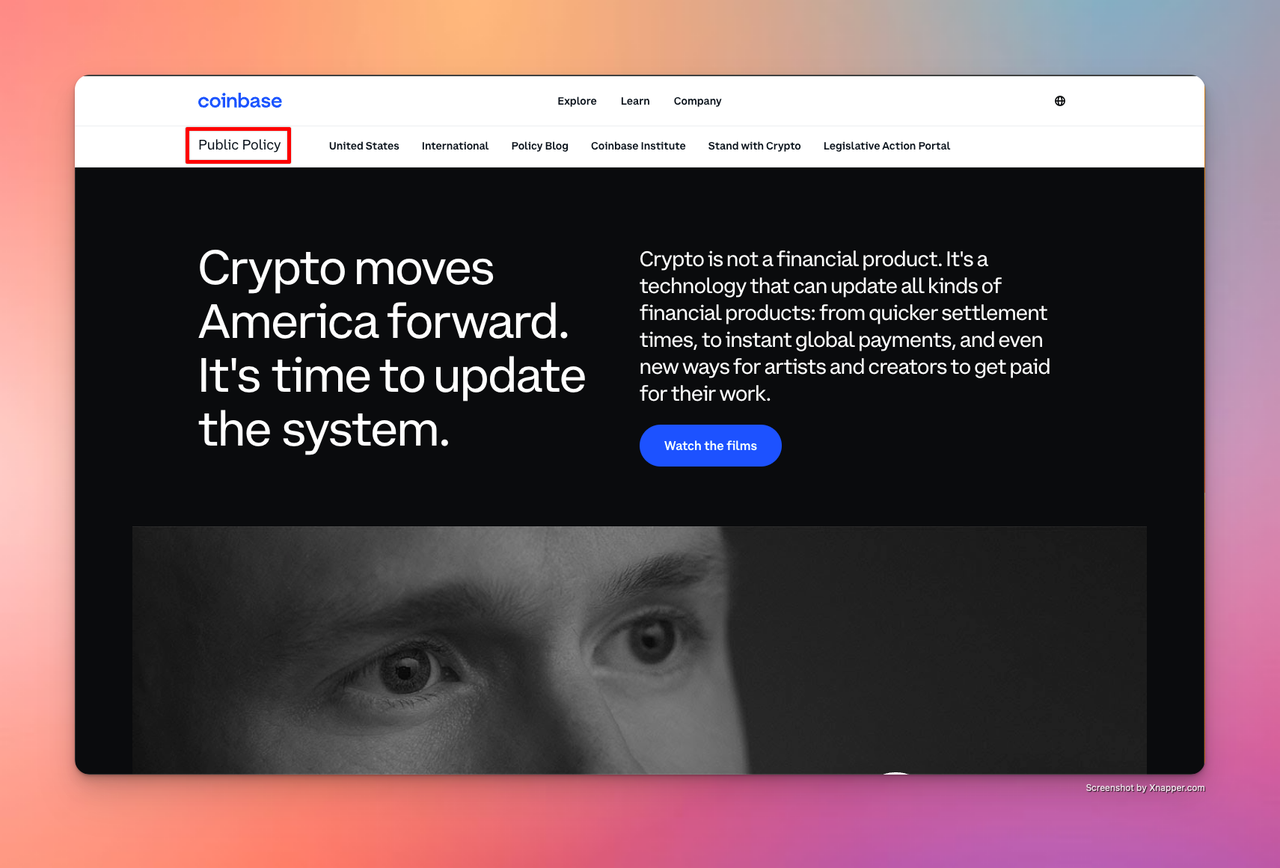 coinbase
Explore Learn Company
Public Policy United States International Policy Blog Coinbase Institute Stand with Crypto Legislative Action Portal
Crypto moves
America forward.
It's time to update
the system.
Crypto is not a financial product. It's a
technology that can update all kinds of
financial products: from quicker settlement
times, to instant global payments, and even
new ways for artists and creators to get paid
for their work.
Watch the films
Screenshot by Xnapper.com